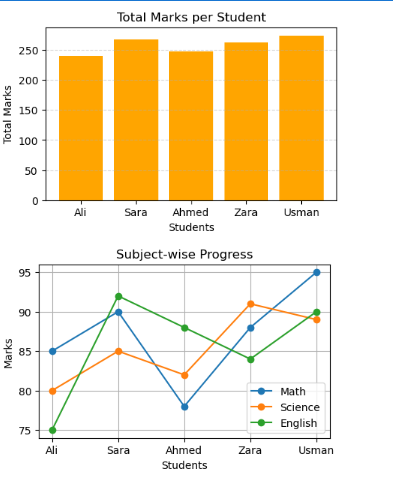 Total Marks per Student
250
200
150
100
50
0
Total Marks
Ali Sara Ahmed Zara Usman
Students
Subject-wise Progress
95
90
85
80
75
Marks
Math
Science
English
Ali Sara Ahmed Zara Usman
Students